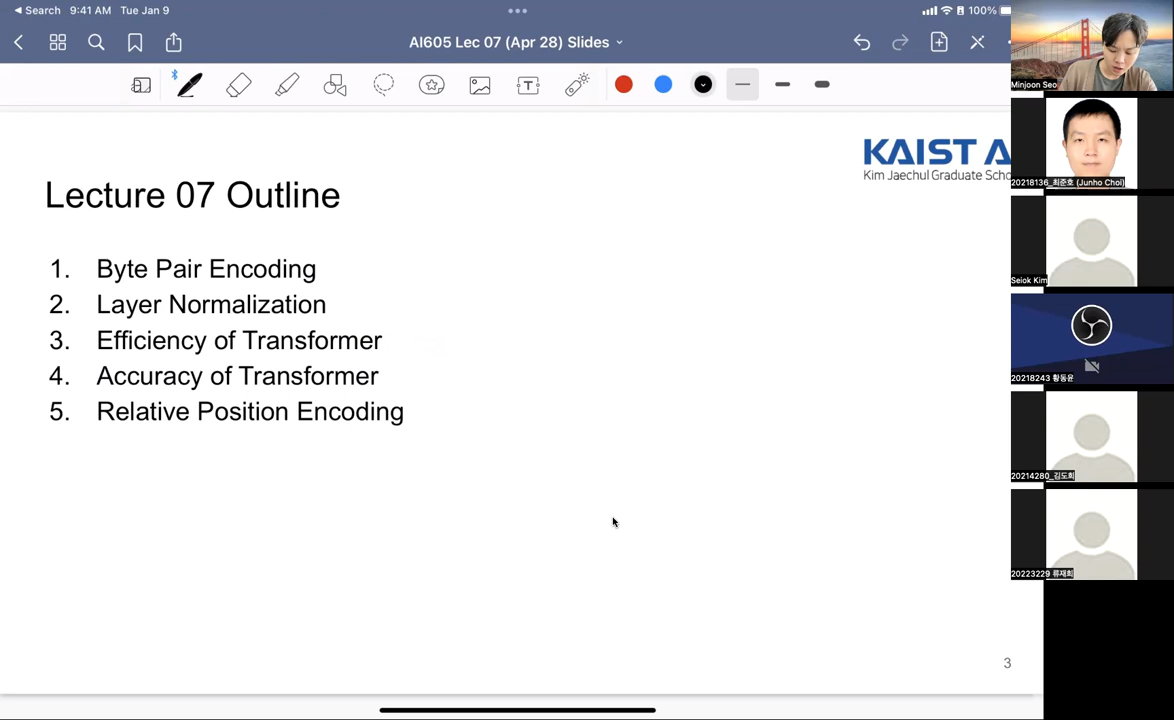 Search 9:41 AM Tue Jan 9
100%
AI605 Lec 07 (Apr 28) Slides
T
KAIST A
Kim Jaechul Graduate Scho
Lecture 07 Outline
1. Byte Pair Encoding
2. Layer Normalization
3. Efficiency of Transformer
4. Accuracy of Transformer
5. Relative Position Encoding
3
Minjoon Seo
20218136_최준호 (Junho Choi)
Seiok Kim
20218243 황동윤
20214280_김도희
20223229 류재희